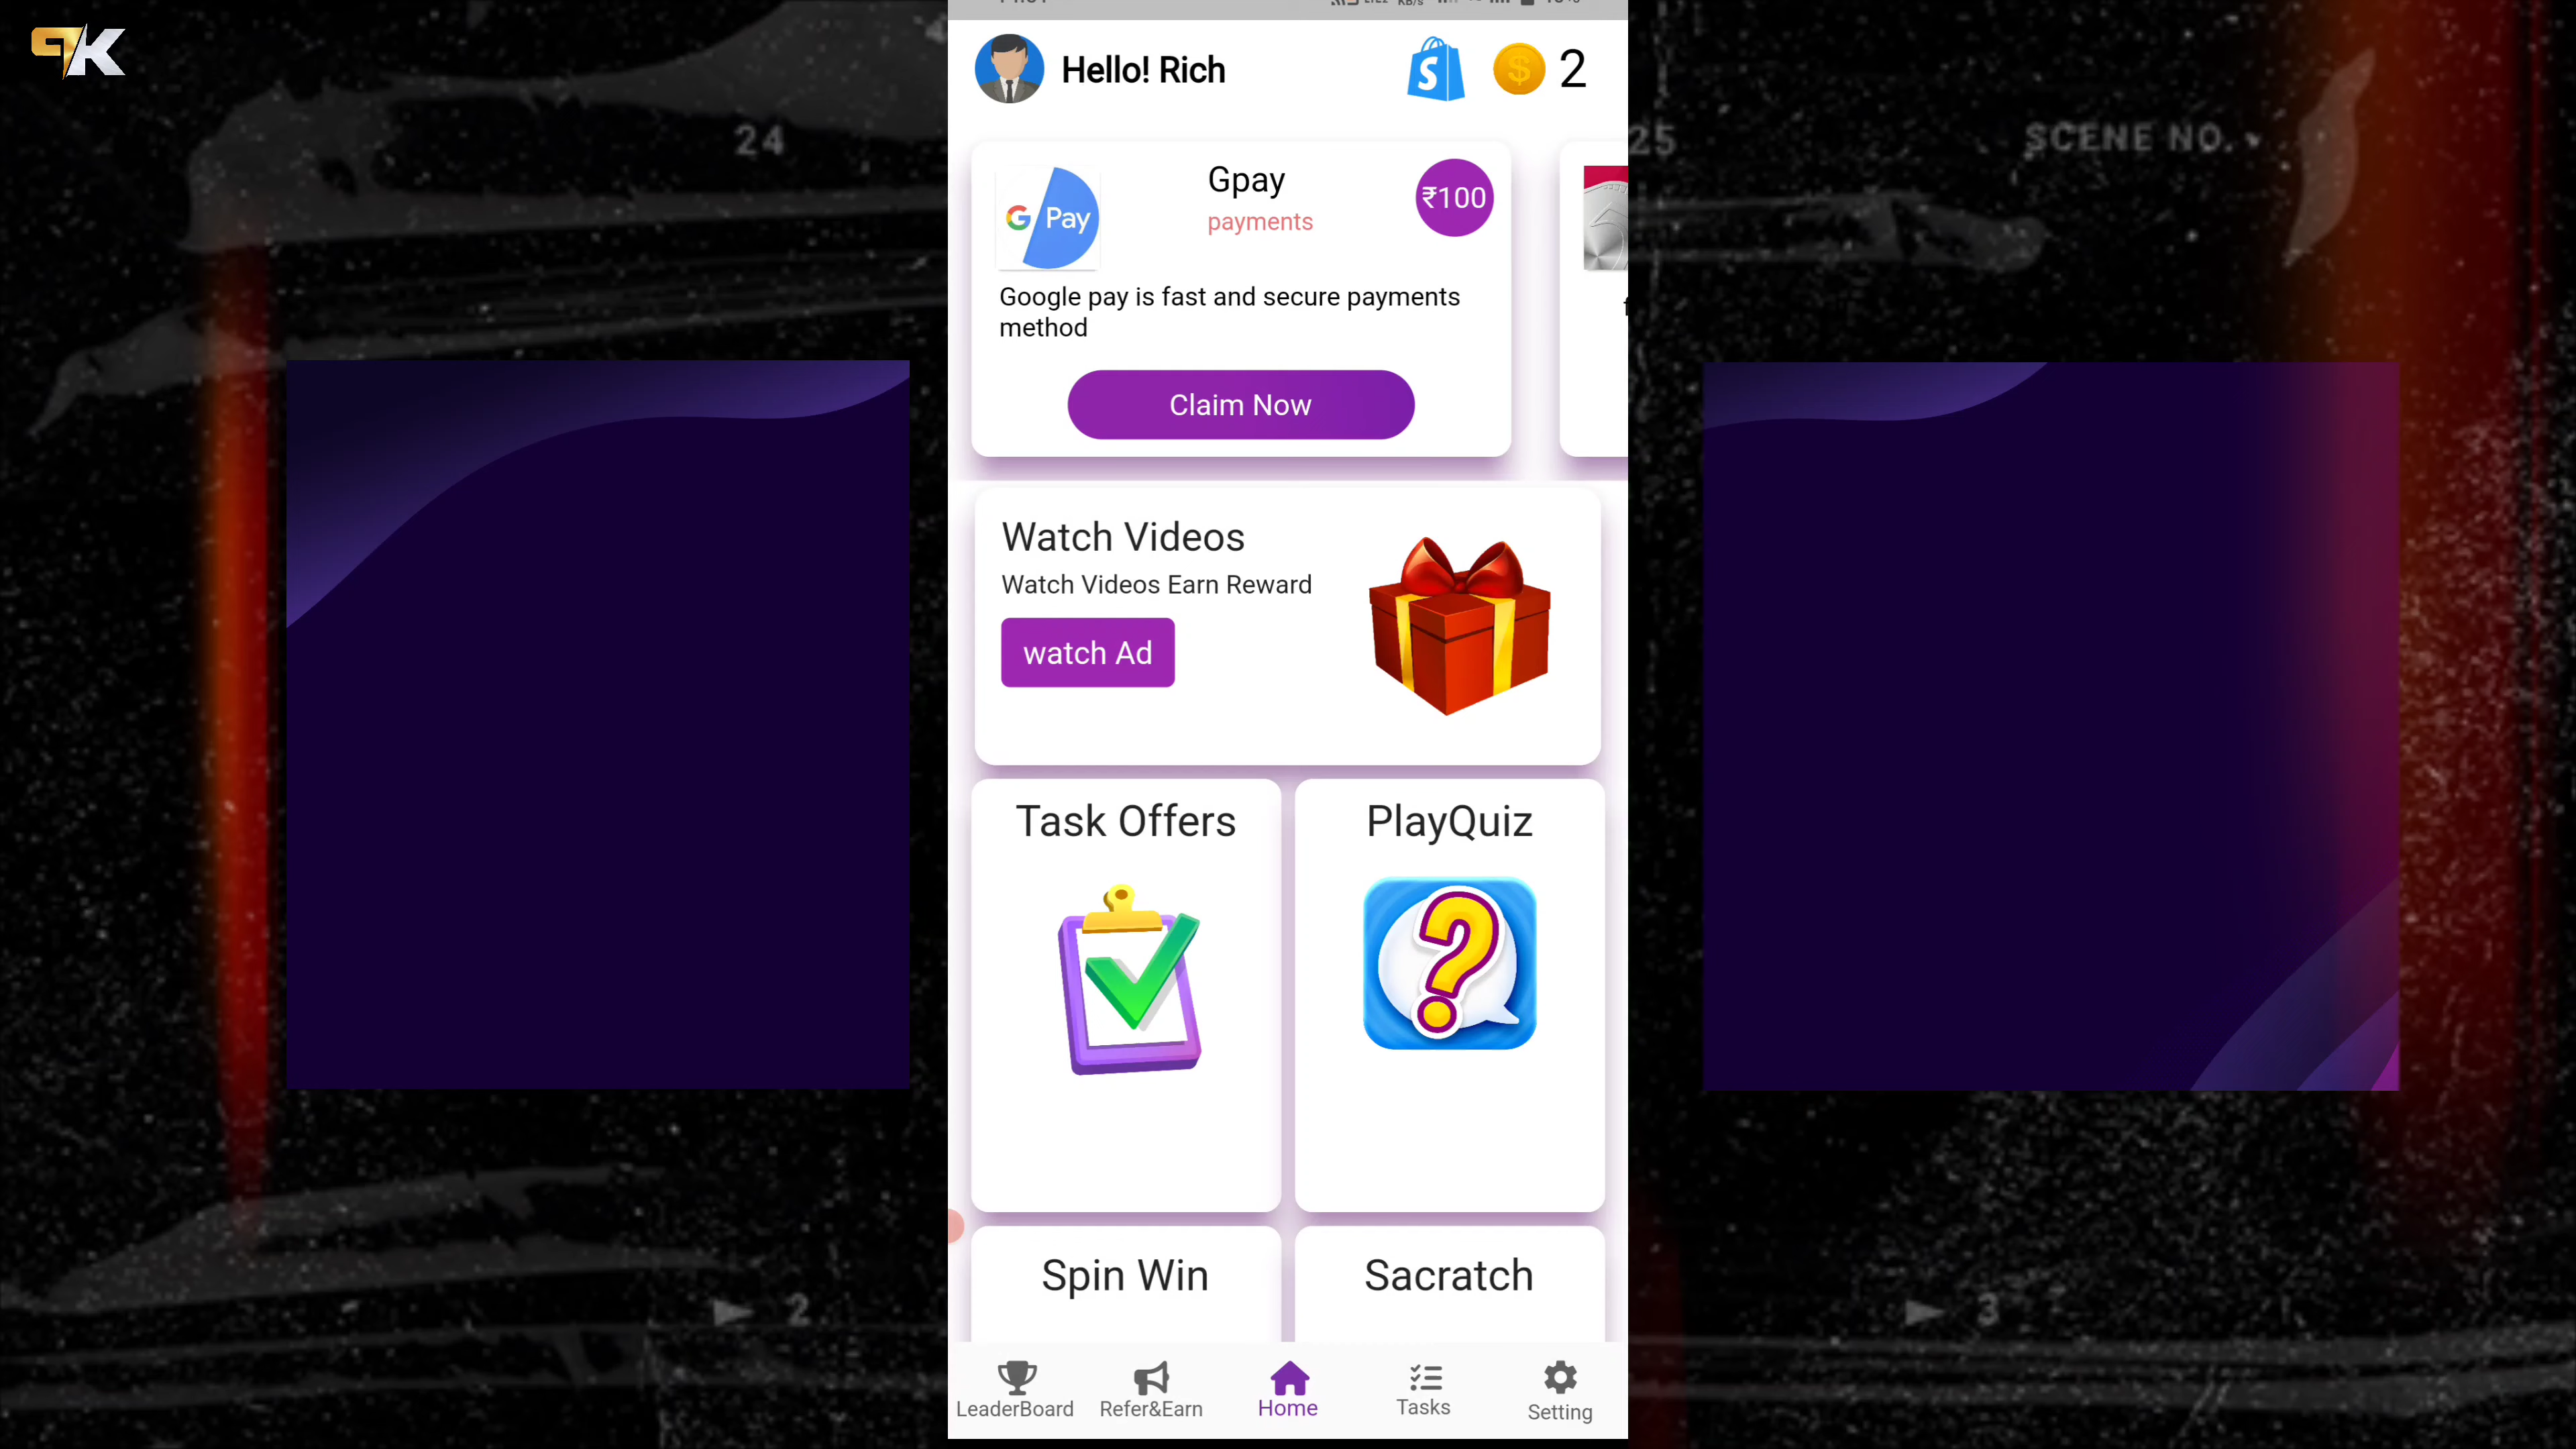 24
25
SCENE NO.
Hello! Rich
2
Gpay
payments
₹100
G Pay
Google pay is fast and secure payments
method
Claim Now
Watch Videos
Watch Videos Earn Reward
watch Ad
Task Offers
PlayQuiz
Spin Win
Sacratch
2
3
LeaderBoard
Refer&Earn
Home
Tasks
Setting